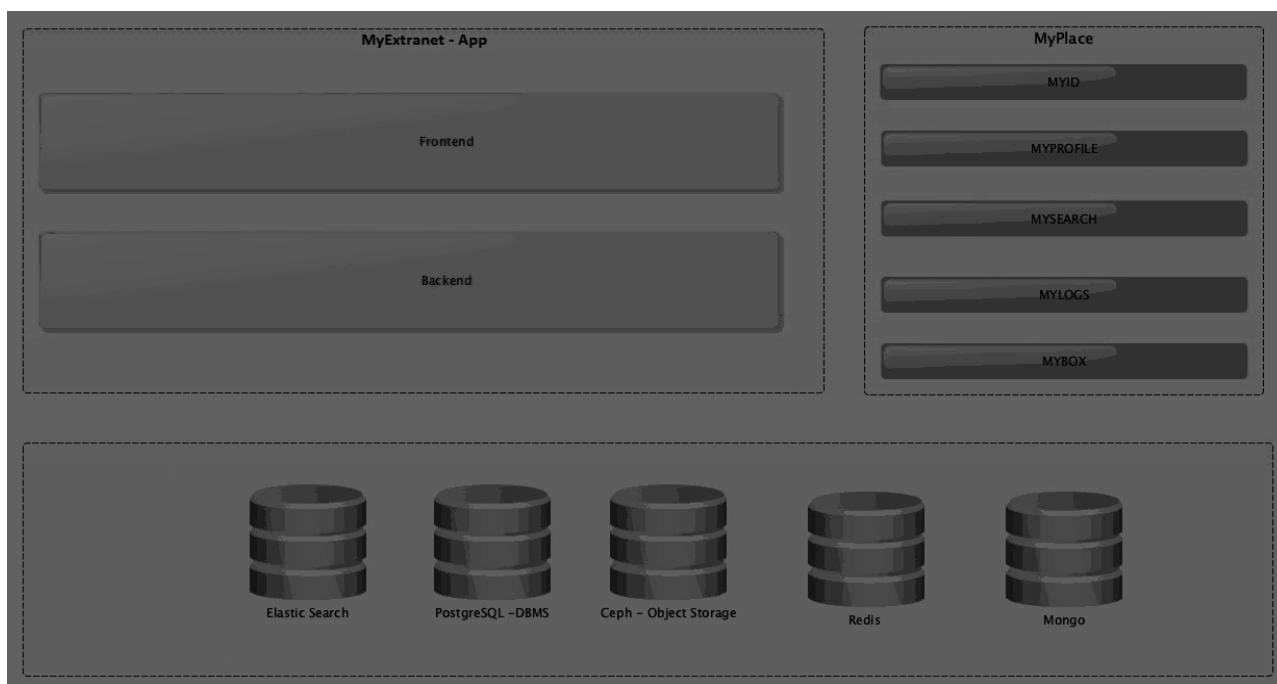 MyExtranet - App
Frontend
Backend
MyPlace
MYID
MYPROFILE
MYSEARCH
MYLOGS
MYBOX
Elastic Search
PostgreSQL -DBMS
Ceph - Object Storage
Redis
Mongo